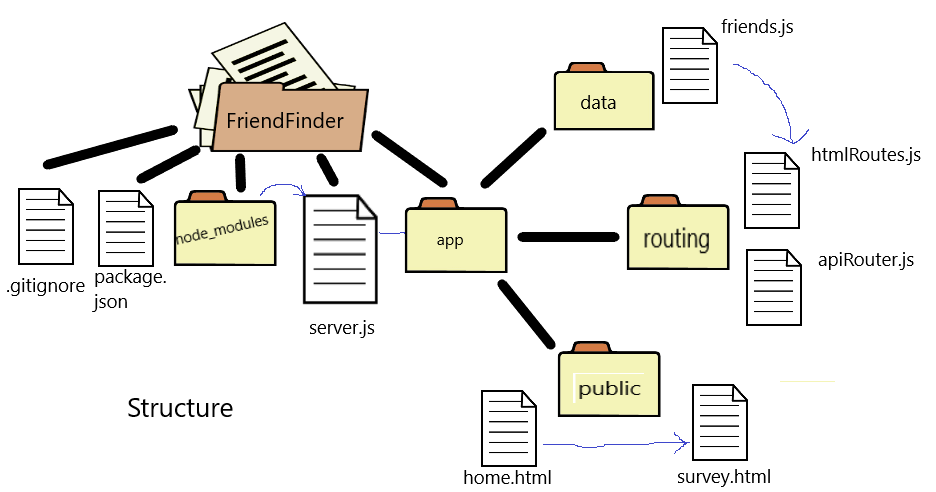 friends.js
data
FriendFinder
htmlRoutes.js
node_modules
app
routing
apiRouter.js
.gitignore
package.
json
server.js
public
Structure
home.html
survey.html